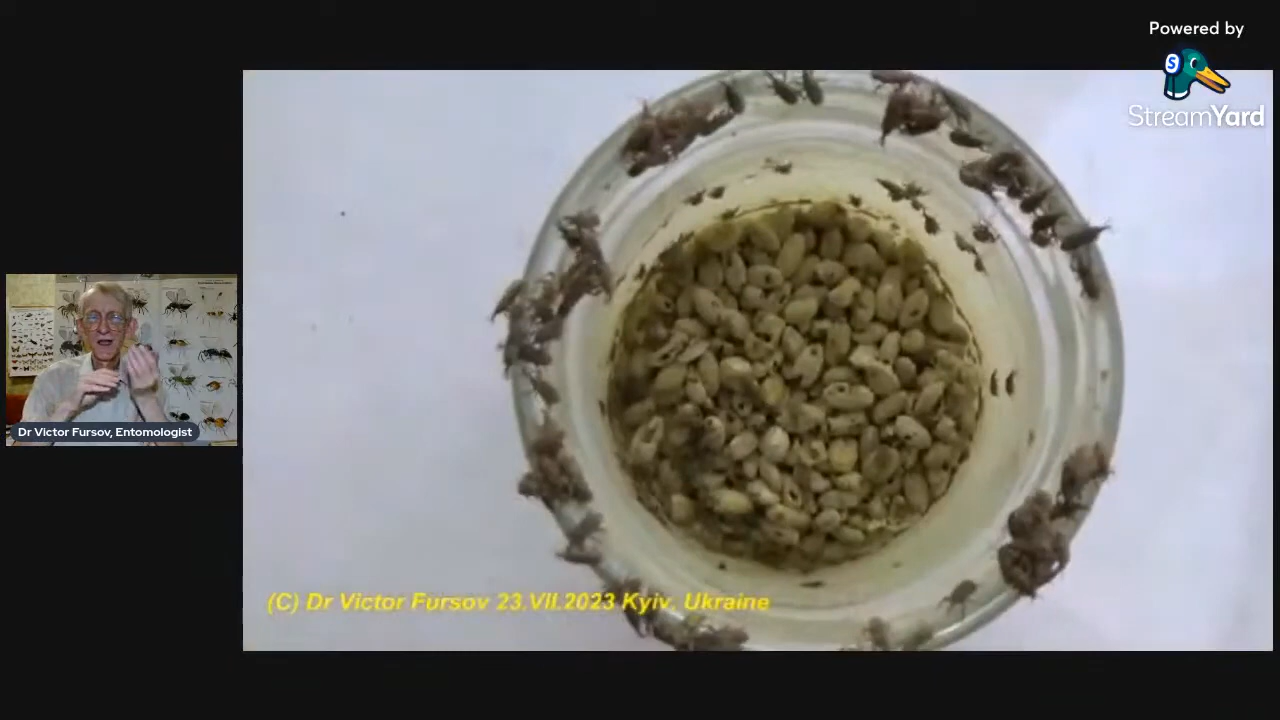 Powered by
StreamYard
Dr Victor Fursov, Entomologist
(C) Dr Victor Fursov 23.VII.2023 Kyiv, Ukraine